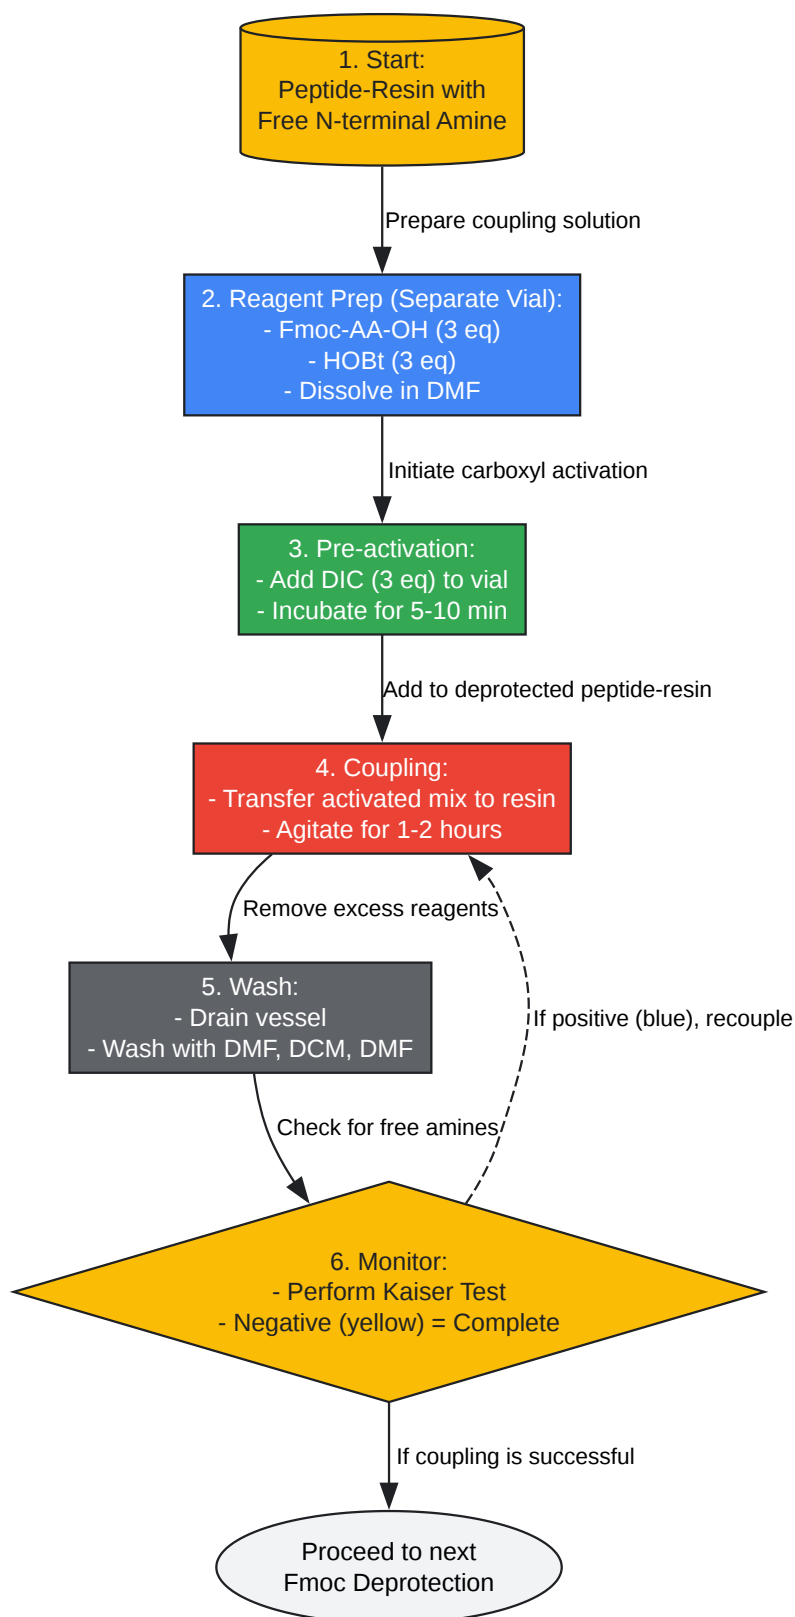 1. Start:
Peptide-Resin with
Free N-terminal Amine
Prepare coupling solution
2. Reagent Prep (Separate Vial):
- Fmoc-AA-OH (3 eq)
- HOBt (3 eq)
- Dissolve in DMF
Initiate carboxyl activation
3. Pre-activation:
- Add DIC (3 eq) to vial
- Incubate for 5-10 min
Add to deprotected peptide-resin
4. Coupling:
- Transfer activated mix to resin
- Agitate for 1-2 hours
Remove excess reagents
5. Wash:
- Drain vessel
- Wash with DMF, DCM, DMF
If positive (blue), recouple
Check for free amines
6. Monitor:
- Perform Kaiser Test
- Negative (yellow) = Complete
If coupling is successful
Proceed to next
Fmoc Deprotection